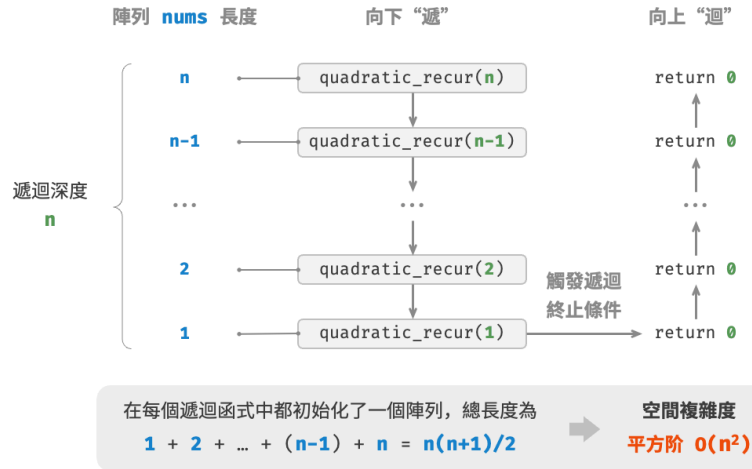 陣列 nums 長度 向下“遞” 向上“迴”
n quadratic_recur(n) return 0
n-1 quadratic_recur(n-1) return 0
遞迴深度
n
... ... ...
2 quadratic_recur(2) return 0
觸發遞迴
終止條件
1 quadratic_recur(1) return 0
在每個遞迴函式中都初始化了一個陣列，總長度為
1 + 2 + … + (n-1) + n = n(n+1)/2
空間複雜度
平方阶 O(n²)